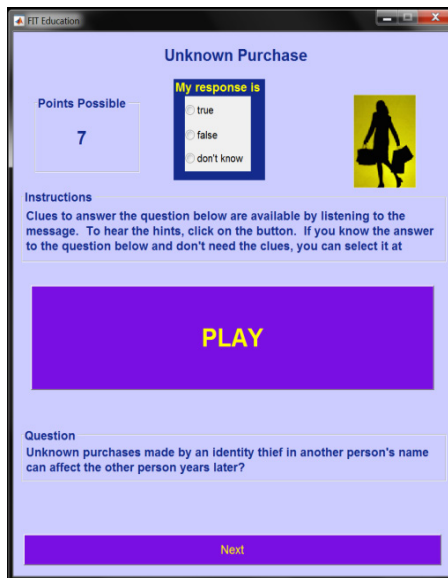 FIT Education
Unknown Purchase
My response is
Points Possible
true
7
false
don't know
Instructions
Clues to answer the question below are available by listening to the
message. To hear the hints, click on the button. If you know the answer
to the question below and don't need the clues, you can select it at
PLAY
Question
Unknown purchases made by an identity thief in another person's name
can affect the other person years later?
Next